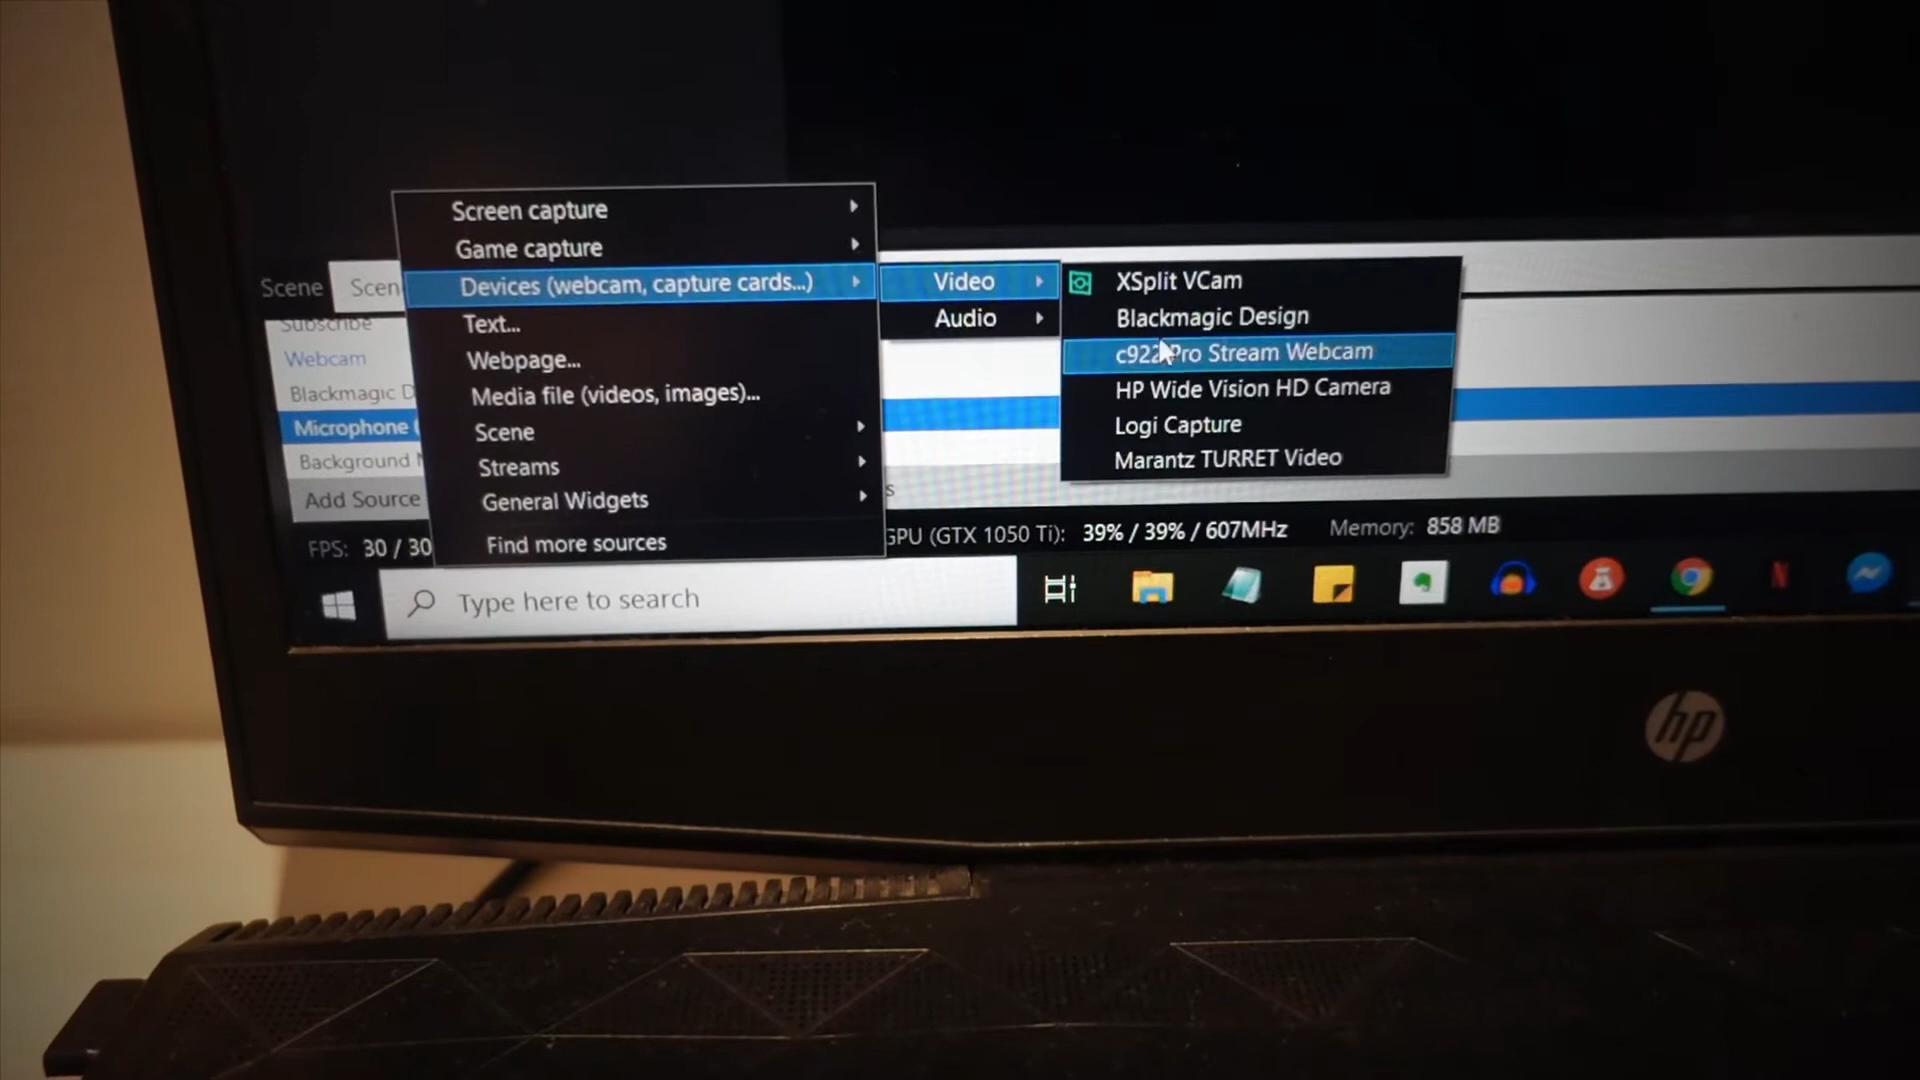 Screen capture
Game capture
Devices (webcam, capture cards...)
Text...
Webpage...
Media file (videos, images)...
Scene
Streams
General Widgets
Find more sources
Video
Audio
XSplit VCam
Blackmagic Design
c922 Pro Stream Webcam
HP Wide Vision HD Camera
Logi Capture
Marantz TURRET Video
Scene
Scen
Subscribe
Webcam
Blackmagic D
Microphone (
Background
Add Source
s
FPS: 30 / 30
GPU (GTX 1050 Ti): 39% / 39% / 607MHz
Memory: 858 MB
Type here to search
N
hp